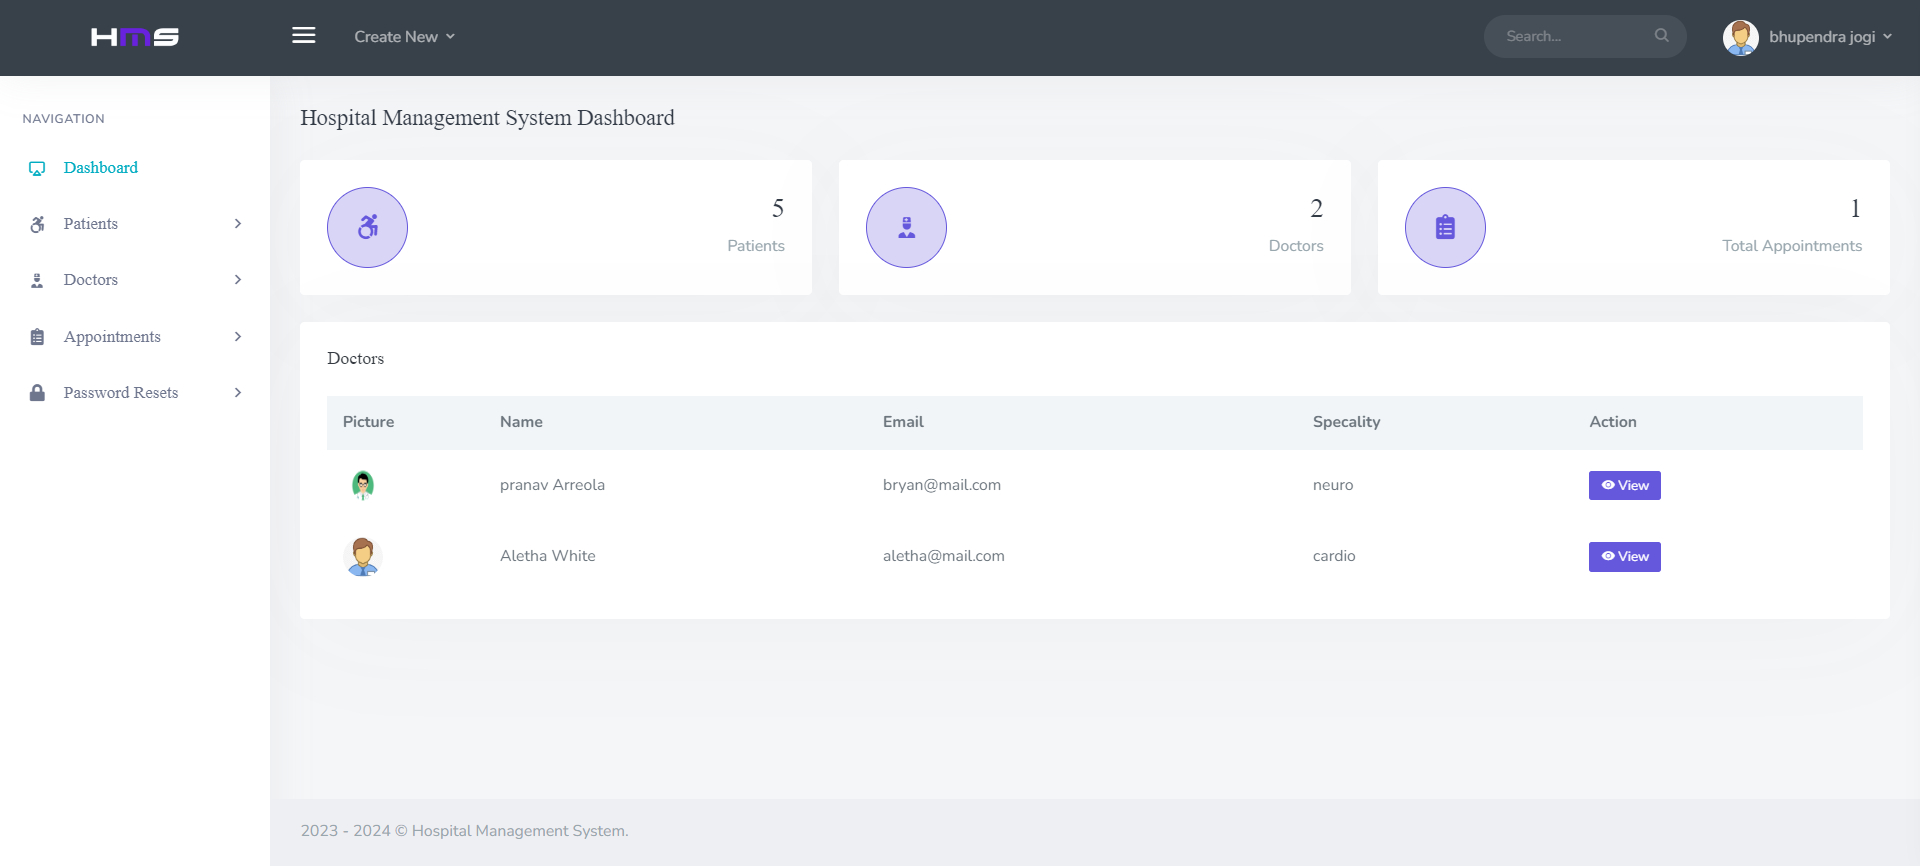 HMS
Create New
Search...
bhupendra jogi
NAVIGATION
Dashboard
Patients
Doctors
Appointments
Password Resets
Hospital Management System Dashboard
5
Patients
2
Doctors
1
Total Appointments
Doctors
Picture Name Email Specality Action
pranav Arreola bryan@mail.com neuro View
Aletha White aletha@mail.com cardio View
2023 - 2024 © Hospital Management System.